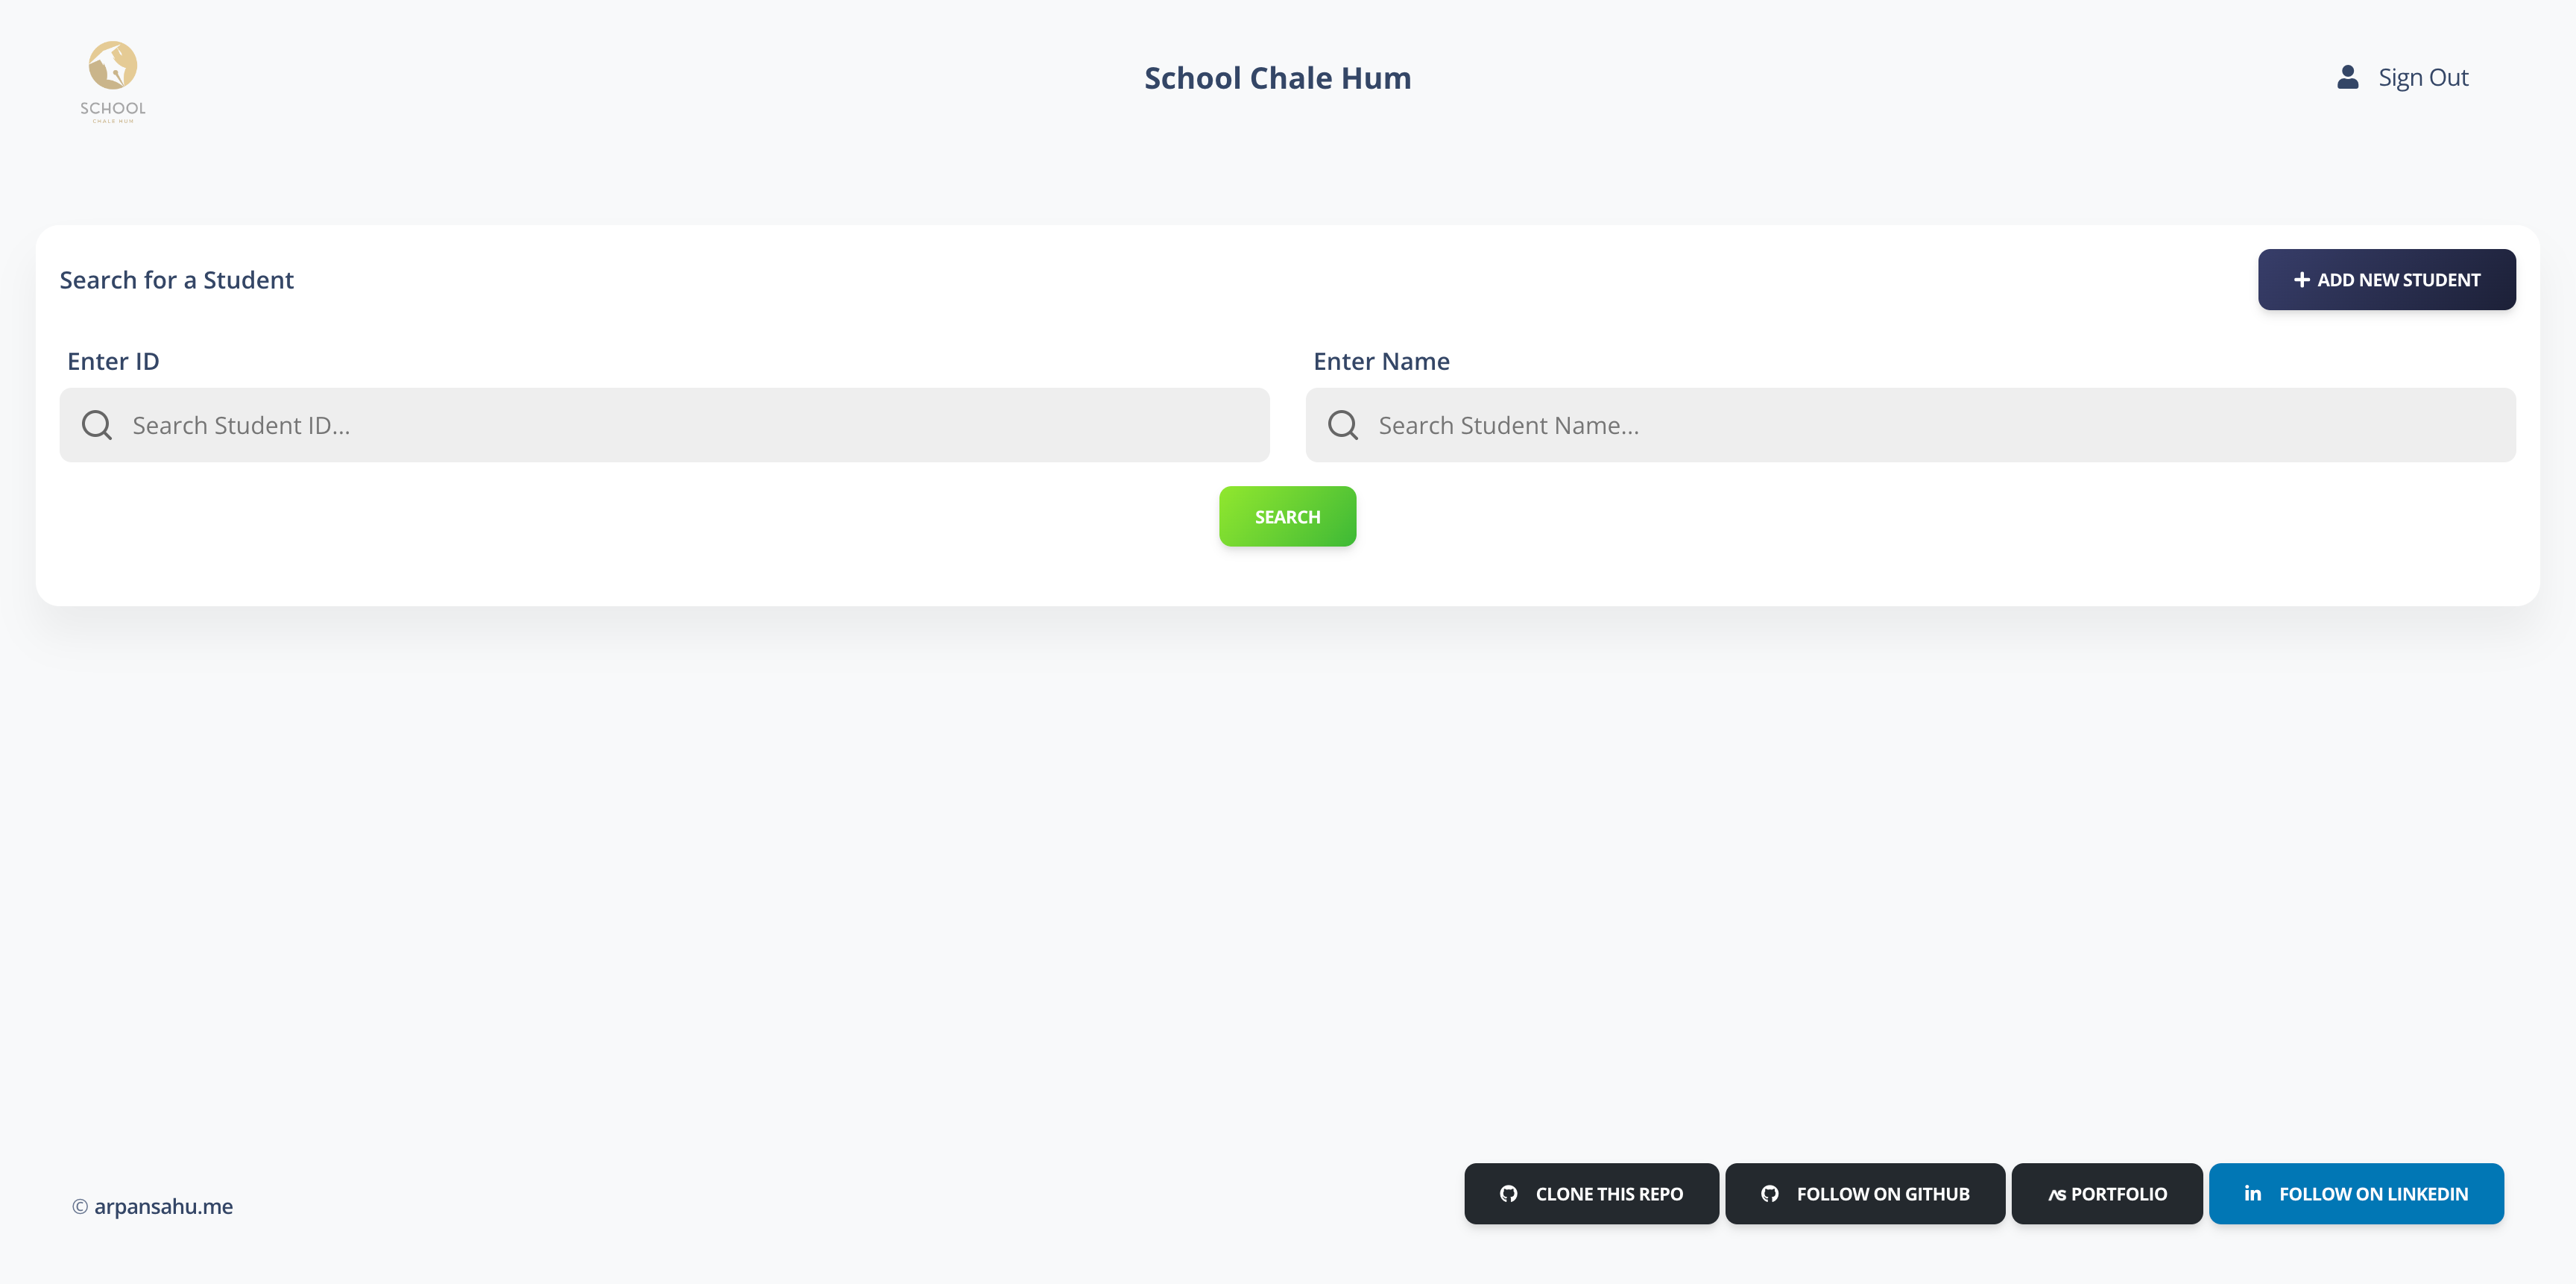 SCHOOL
CHALE HUM
School Chale Hum
Sign Out
Search for a Student
ADD NEW STUDENT
Enter ID
Enter Name
Search Student ID...
Search Student Name...
SEARCH
© arpansahu.me
CLONE THIS REPO
FOLLOW ON GITHUB
AS PORTFOLIO
in FOLLOW ON LINKEDIN